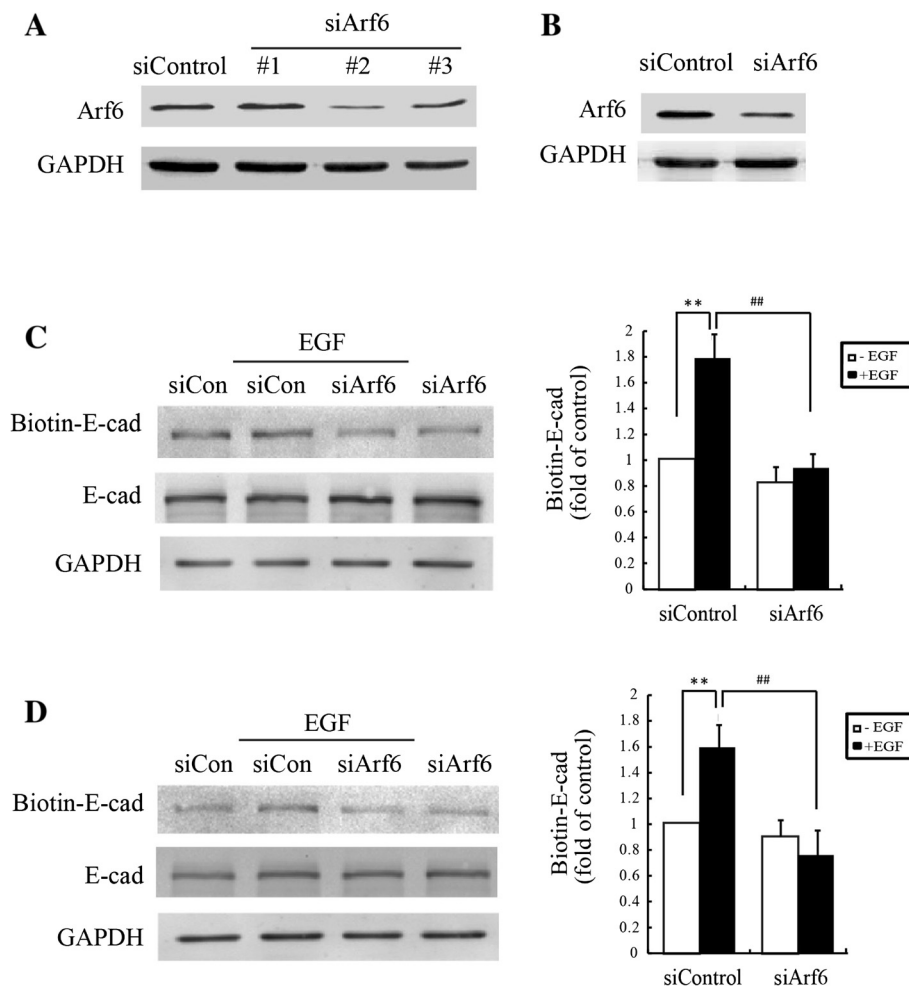 A
siArf6
siControl #1 #2 #3
Arf6
GAPDH
B
siControl siArf6
Arf6
GAPDH
C
EGF
siCon siCon siArf6 siArf6
Biotin-E-cad
E-cad
GAPDH
** ##
Biotin-E-cad
(fold of control)
2
1.8
1.6
1.4
1.2
1
0.8
0.6
0.4
0.2
0
siControl siArf6
- EGF
+EGF
D
EGF
siCon siCon siArf6 siArf6
Biotin-E-cad
E-cad
GAPDH
** ##
Biotin-E-cad
(fold of control)
2
1.8
1.6
1.4
1.2
1
0.8
0.6
0.4
0.2
0
siControl siArf6
- EGF
+EGF